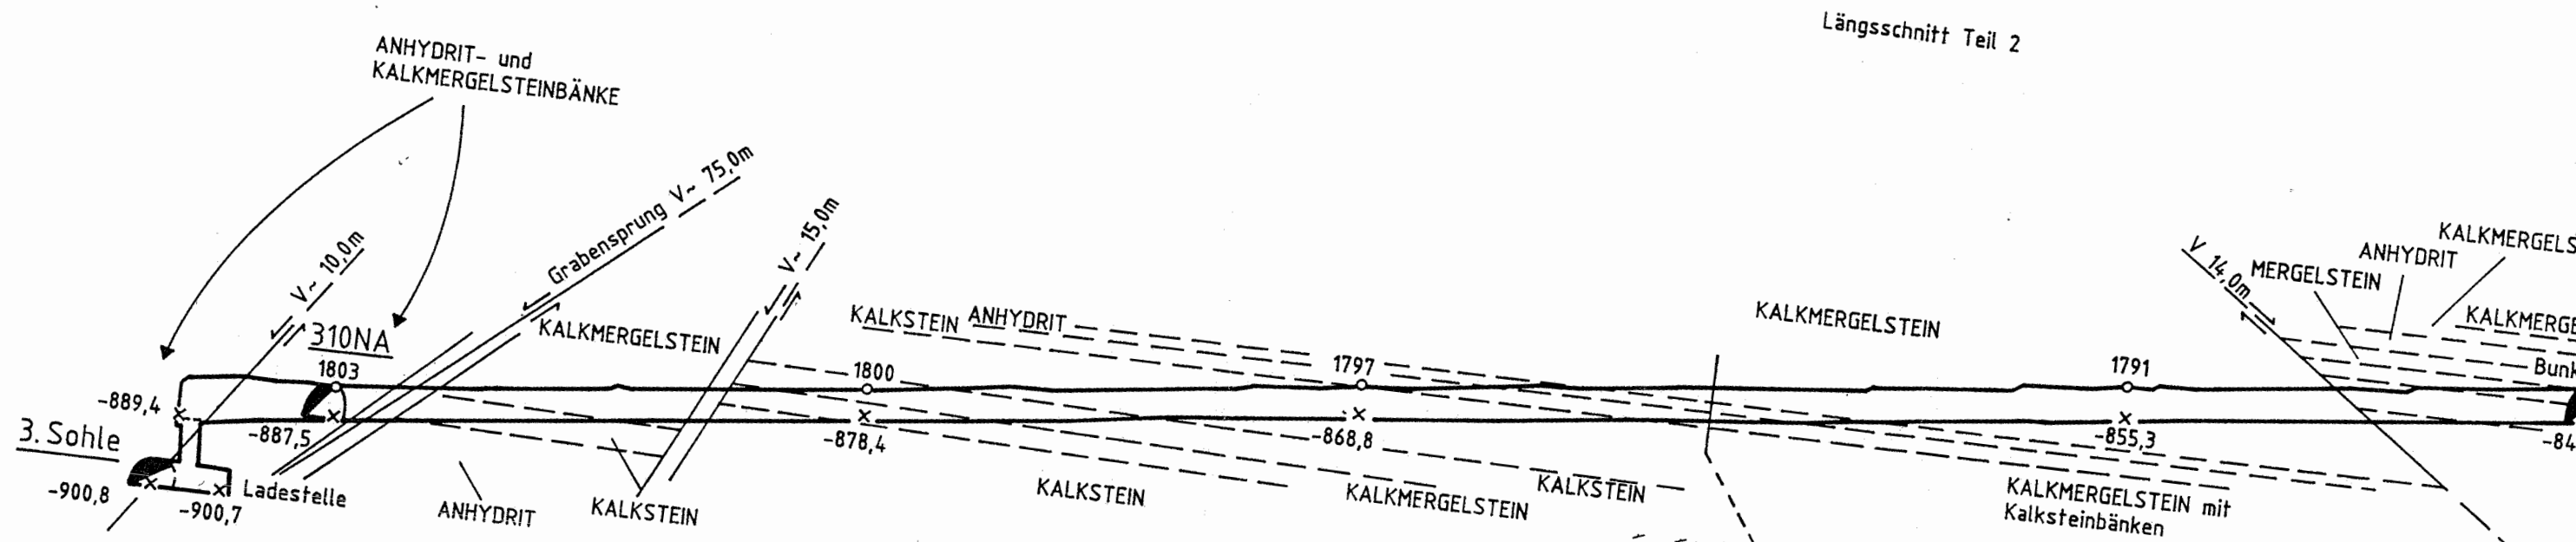 Längsschnitt Teil 2
ANHYDRIT- und
KALKMERGELSTEINBÄNKE
V~ 10,0m
Grabensprung V~ 75,0m
V~ 15,0m
310NA
KALKMERGELSTEIN
KALKSTEIN ANHYDRIT
KALKMERGELSTEIN
V 14,0m
MERGELSTEIN
ANHYDRIT
KALKMERGELS
KALKMERGE
Bunk
1803
1800
1797
1791
-889,4
3. Sohle
-887,5
-878,4
-868,8
-855,3
-84
-900,8
-900,7
Ladestelle
ANHYDRIT
KALKSTEIN
KALKSTEIN
KALKMERGELSTEIN
KALKSTEIN
KALKMERGELSTEIN mit
Kalksteinbänken